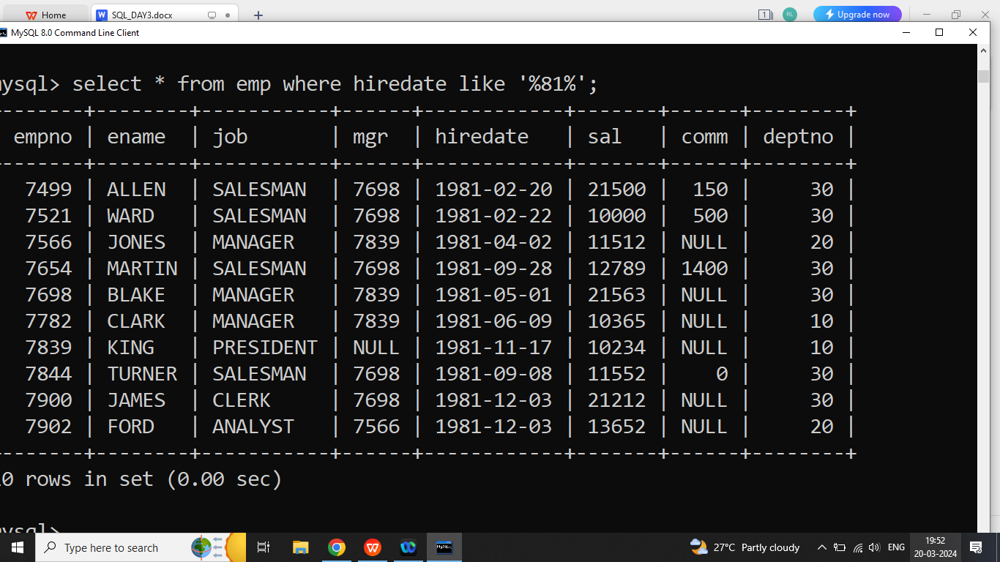 Home SQL_DAY3.docx 1 RL Upgrade now
MySQL 8.0 Command Line Client
mysql> select * from emp where hiredate like '%81%';
-------+--------+-----------+------+------------+-------+------+--------+
empno | ename | job | mgr | hiredate | sal | comm | deptno |
-------+--------+-----------+------+------------+-------+------+--------+
7499 | ALLEN | SALESMAN | 7698 | 1981-02-20 | 21500 | 150 | 30 |
7521 | WARD | SALESMAN | 7698 | 1981-02-22 | 10000 | 500 | 30 |
7566 | JONES | MANAGER | 7839 | 1981-04-02 | 11512 | NULL | 20 |
7654 | MARTIN | SALESMAN | 7698 | 1981-09-28 | 12789 | 1400 | 30 |
7698 | BLAKE | MANAGER | 7839 | 1981-05-01 | 21563 | NULL | 30 |
7782 | CLARK | MANAGER | 7839 | 1981-06-09 | 10365 | NULL | 10 |
7839 | KING | PRESIDENT | NULL | 1981-11-17 | 10234 | NULL | 10 |
7844 | TURNER | SALESMAN | 7698 | 1981-09-08 | 11552 | 0 | 30 |
7900 | JAMES | CLERK | 7698 | 1981-12-03 | 21212 | NULL | 30 |
7902 | FORD | ANALYST | 7566 | 1981-12-03 | 13652 | NULL | 20 |
-------+--------+-----------+------+------------+-------+------+--------+
10 rows in set (0.00 sec)
mysql>
Type here to search 27°C Partly cloudy ENG 19:52
20-03-2024